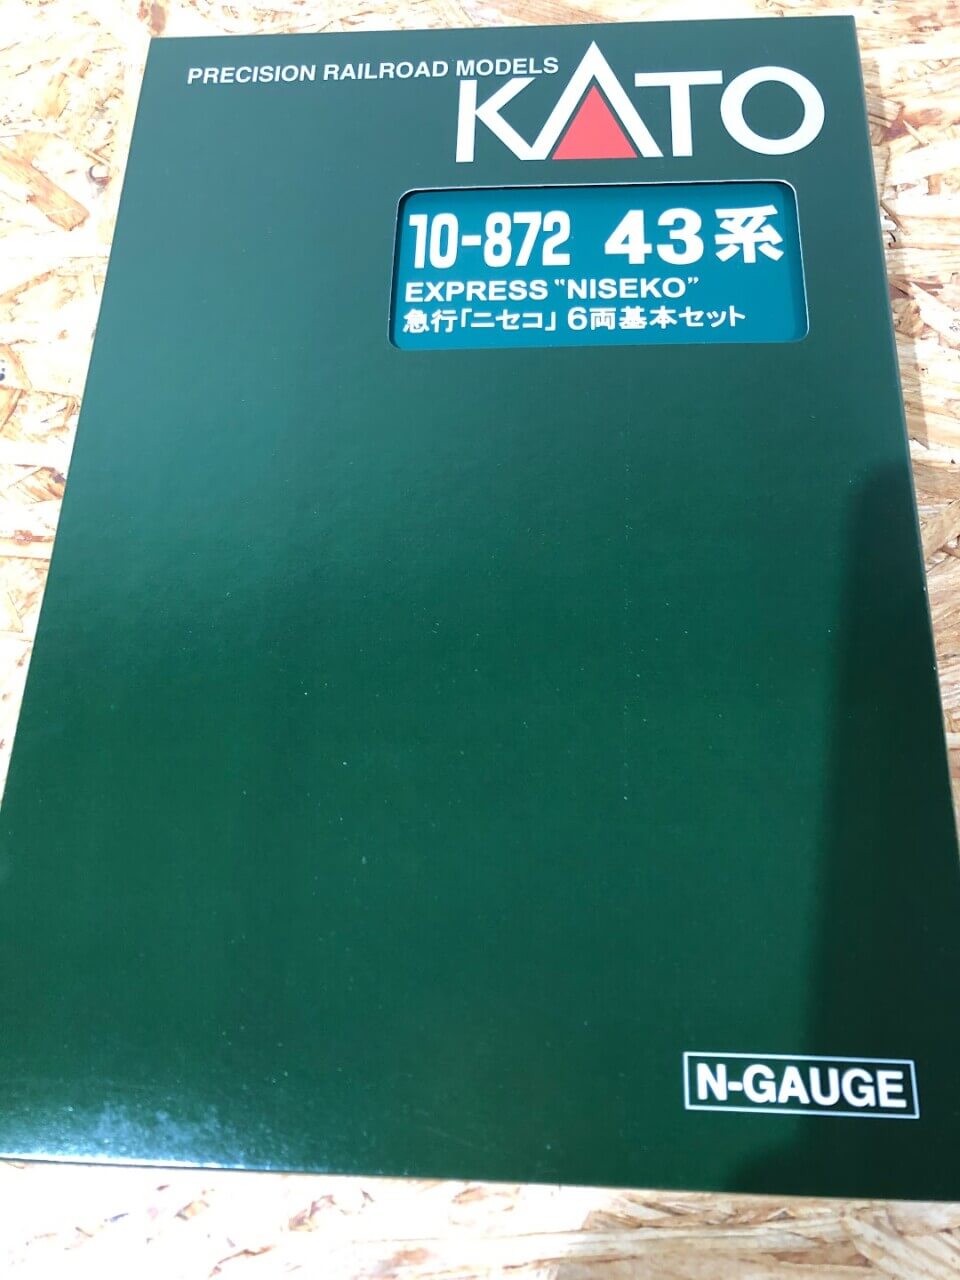 PRECISION RAILROAD MODELS
KATO
10-872 43系
EXPRESS "NISEKO"
急行「ニセコ」6両基本セット
N-GAUGE